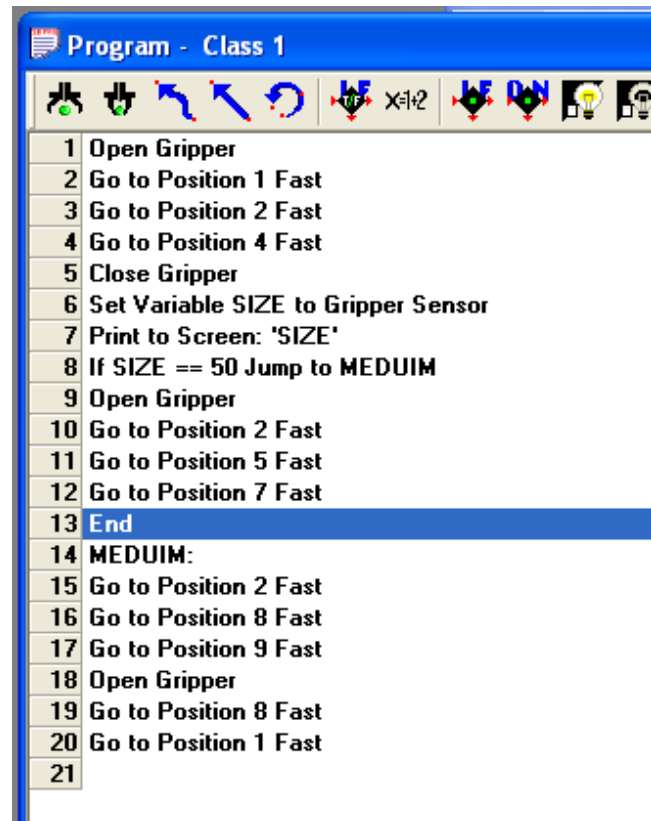 Program - Class 1
X=1+2
1 Open Gripper
2 Go to Position 1 Fast
3 Go to Position 2 Fast
4 Go to Position 4 Fast
5 Close Gripper
6 Set Variable SIZE to Gripper Sensor
7 Print to Screen: 'SIZE'
8 If SIZE == 50 Jump to MEDUIM
9 Open Gripper
10 Go to Position 2 Fast
11 Go to Position 5 Fast
12 Go to Position 7 Fast
13 End
14 MEDUIM:
15 Go to Position 2 Fast
16 Go to Position 8 Fast
17 Go to Position 9 Fast
18 Open Gripper
19 Go to Position 8 Fast
20 Go to Position 1 Fast
21